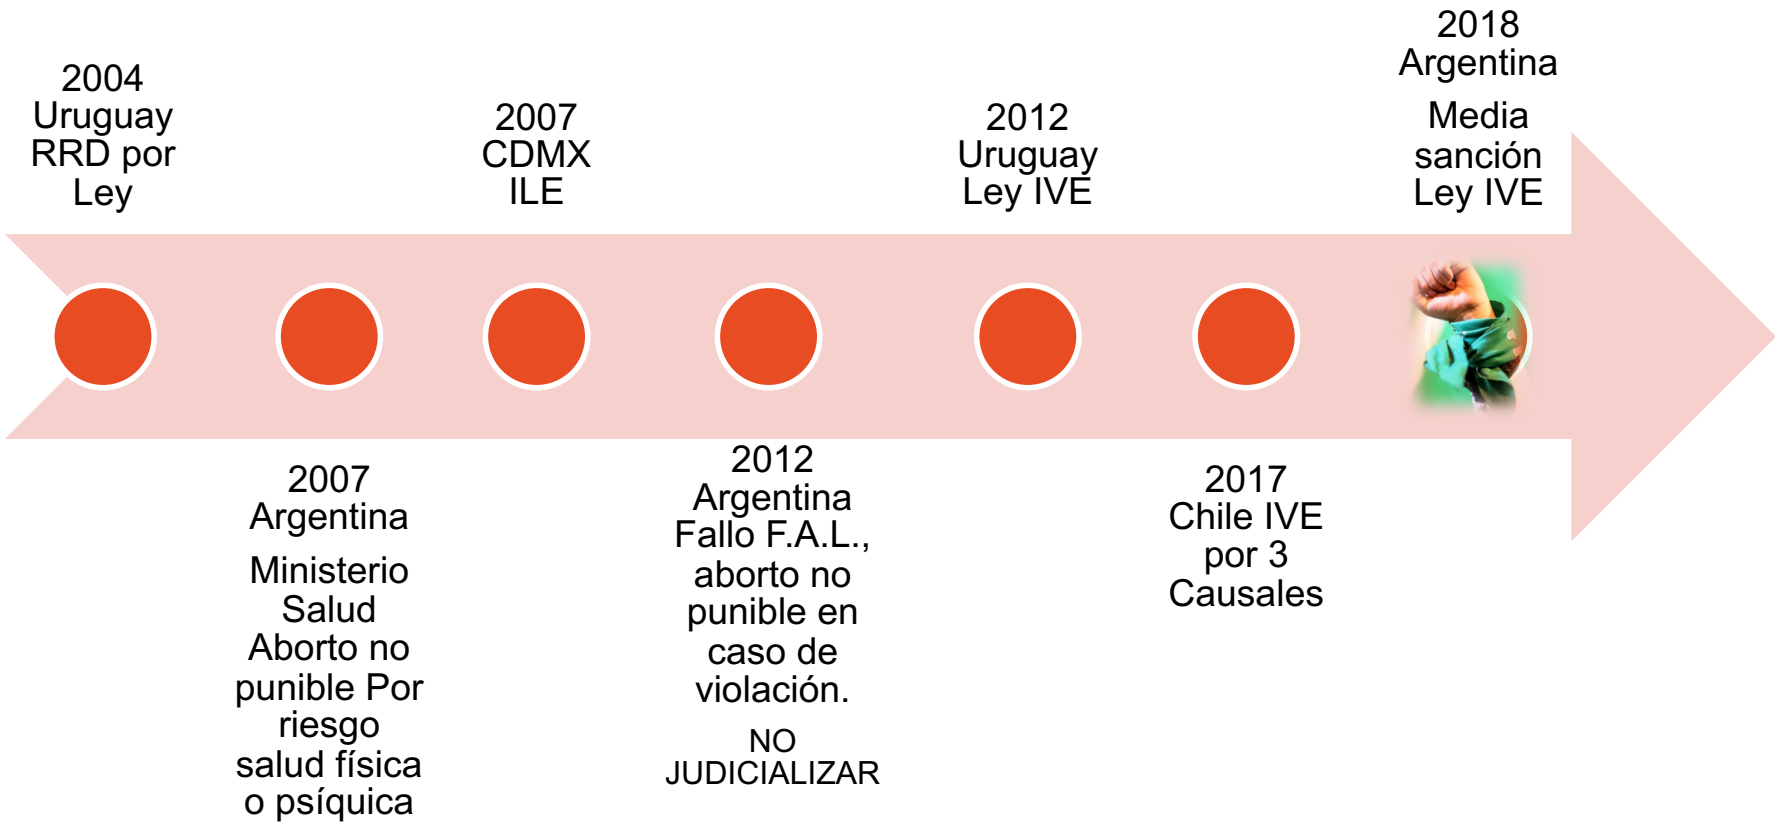 2004
Uruguay
RRD por
Ley
2007
Argentina
Ministerio
Salud
Aborto no
punible Por
riesgo
salud física
o psíquica
2007
CDMX
ILE
2012
Argentina
Fallo F.A.L.,
aborto no
punible en
caso de
violación.
NO
JUDICIALIZAR
2012
Uruguay
Ley IVE
2017
Chile IVE
por 3
Causales
2018
Argentina
Media
sanción
Ley IVE